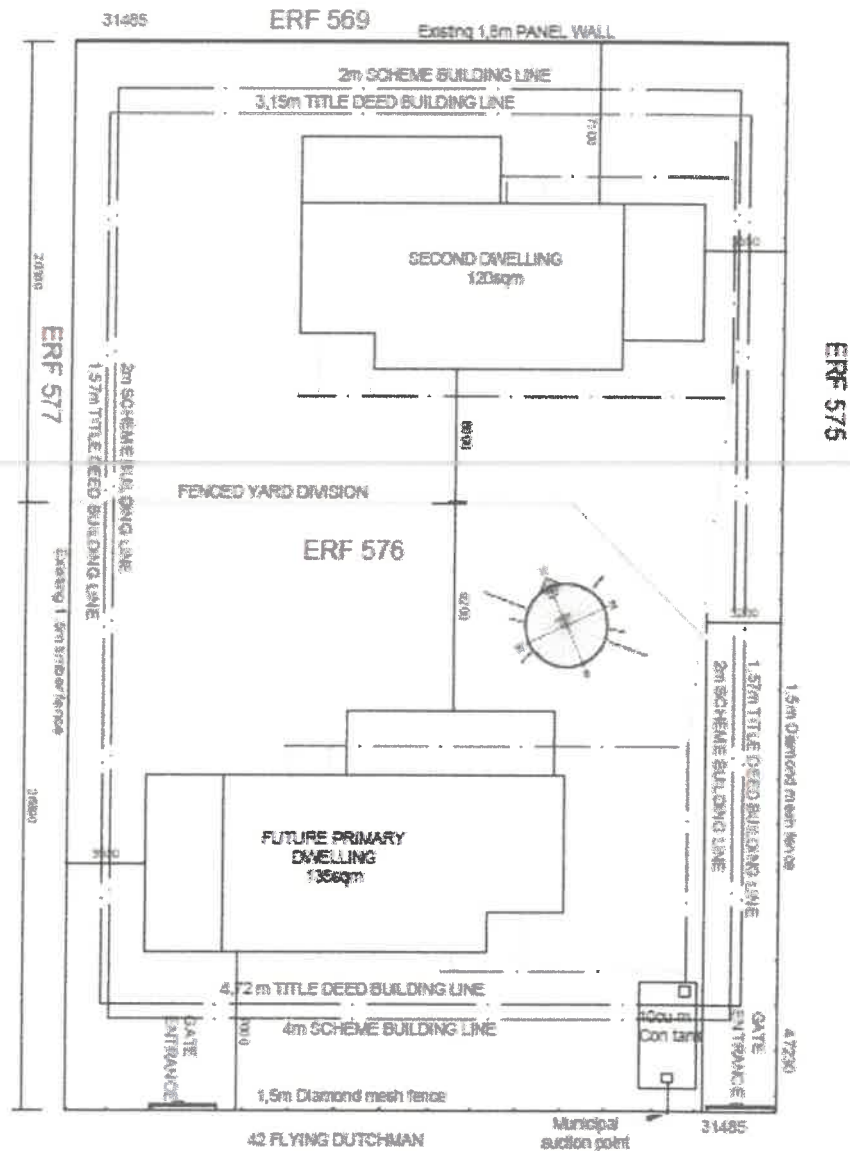 31485
ERF 569
Existing 1,8m PANEL WALL
2m SCHEME BUILDING LINE
3,15m TITLE DEED BUILDING LINE
SECOND DWELLING
120sqm
ERF 577
ERF 575
2m SCHEME BUILDING LINE
1,57m TITLE DEED BUILDING LINE
FENCED YARD DIVISION
ERF 576
9200
1,57m TITLE DEED BUILDING LINE
2m SCHEME BUILDING LINE
1,5m Diamond mesh fence
FUTURE PRIMARY
DWELLING
135sqm
4,72 m TITLE DEED BUILDING LINE
4m SCHEME BUILDING LINE
GATE
ENTRANCE
10cu m
Con tank
GATE
ENTRANCE
47230
1,5m Diamond mesh fence
42 FLYING DUTCHMAN
Municipal
suction point
31485